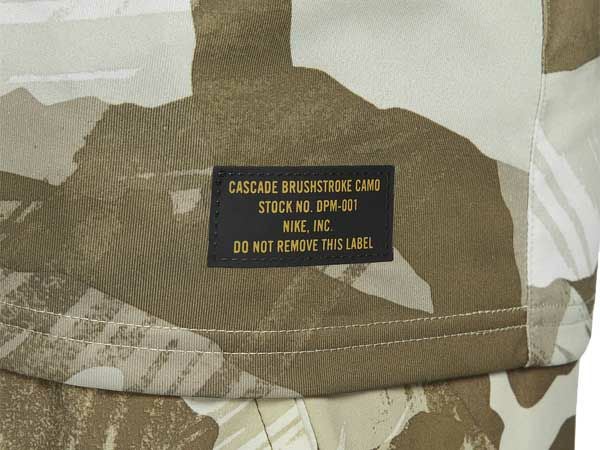 CASCADE BRUSHSTROKE CAMO
STOCK NO. DPM-001
NIKE, INC.
DO NOT REMOVE THIS LABEL